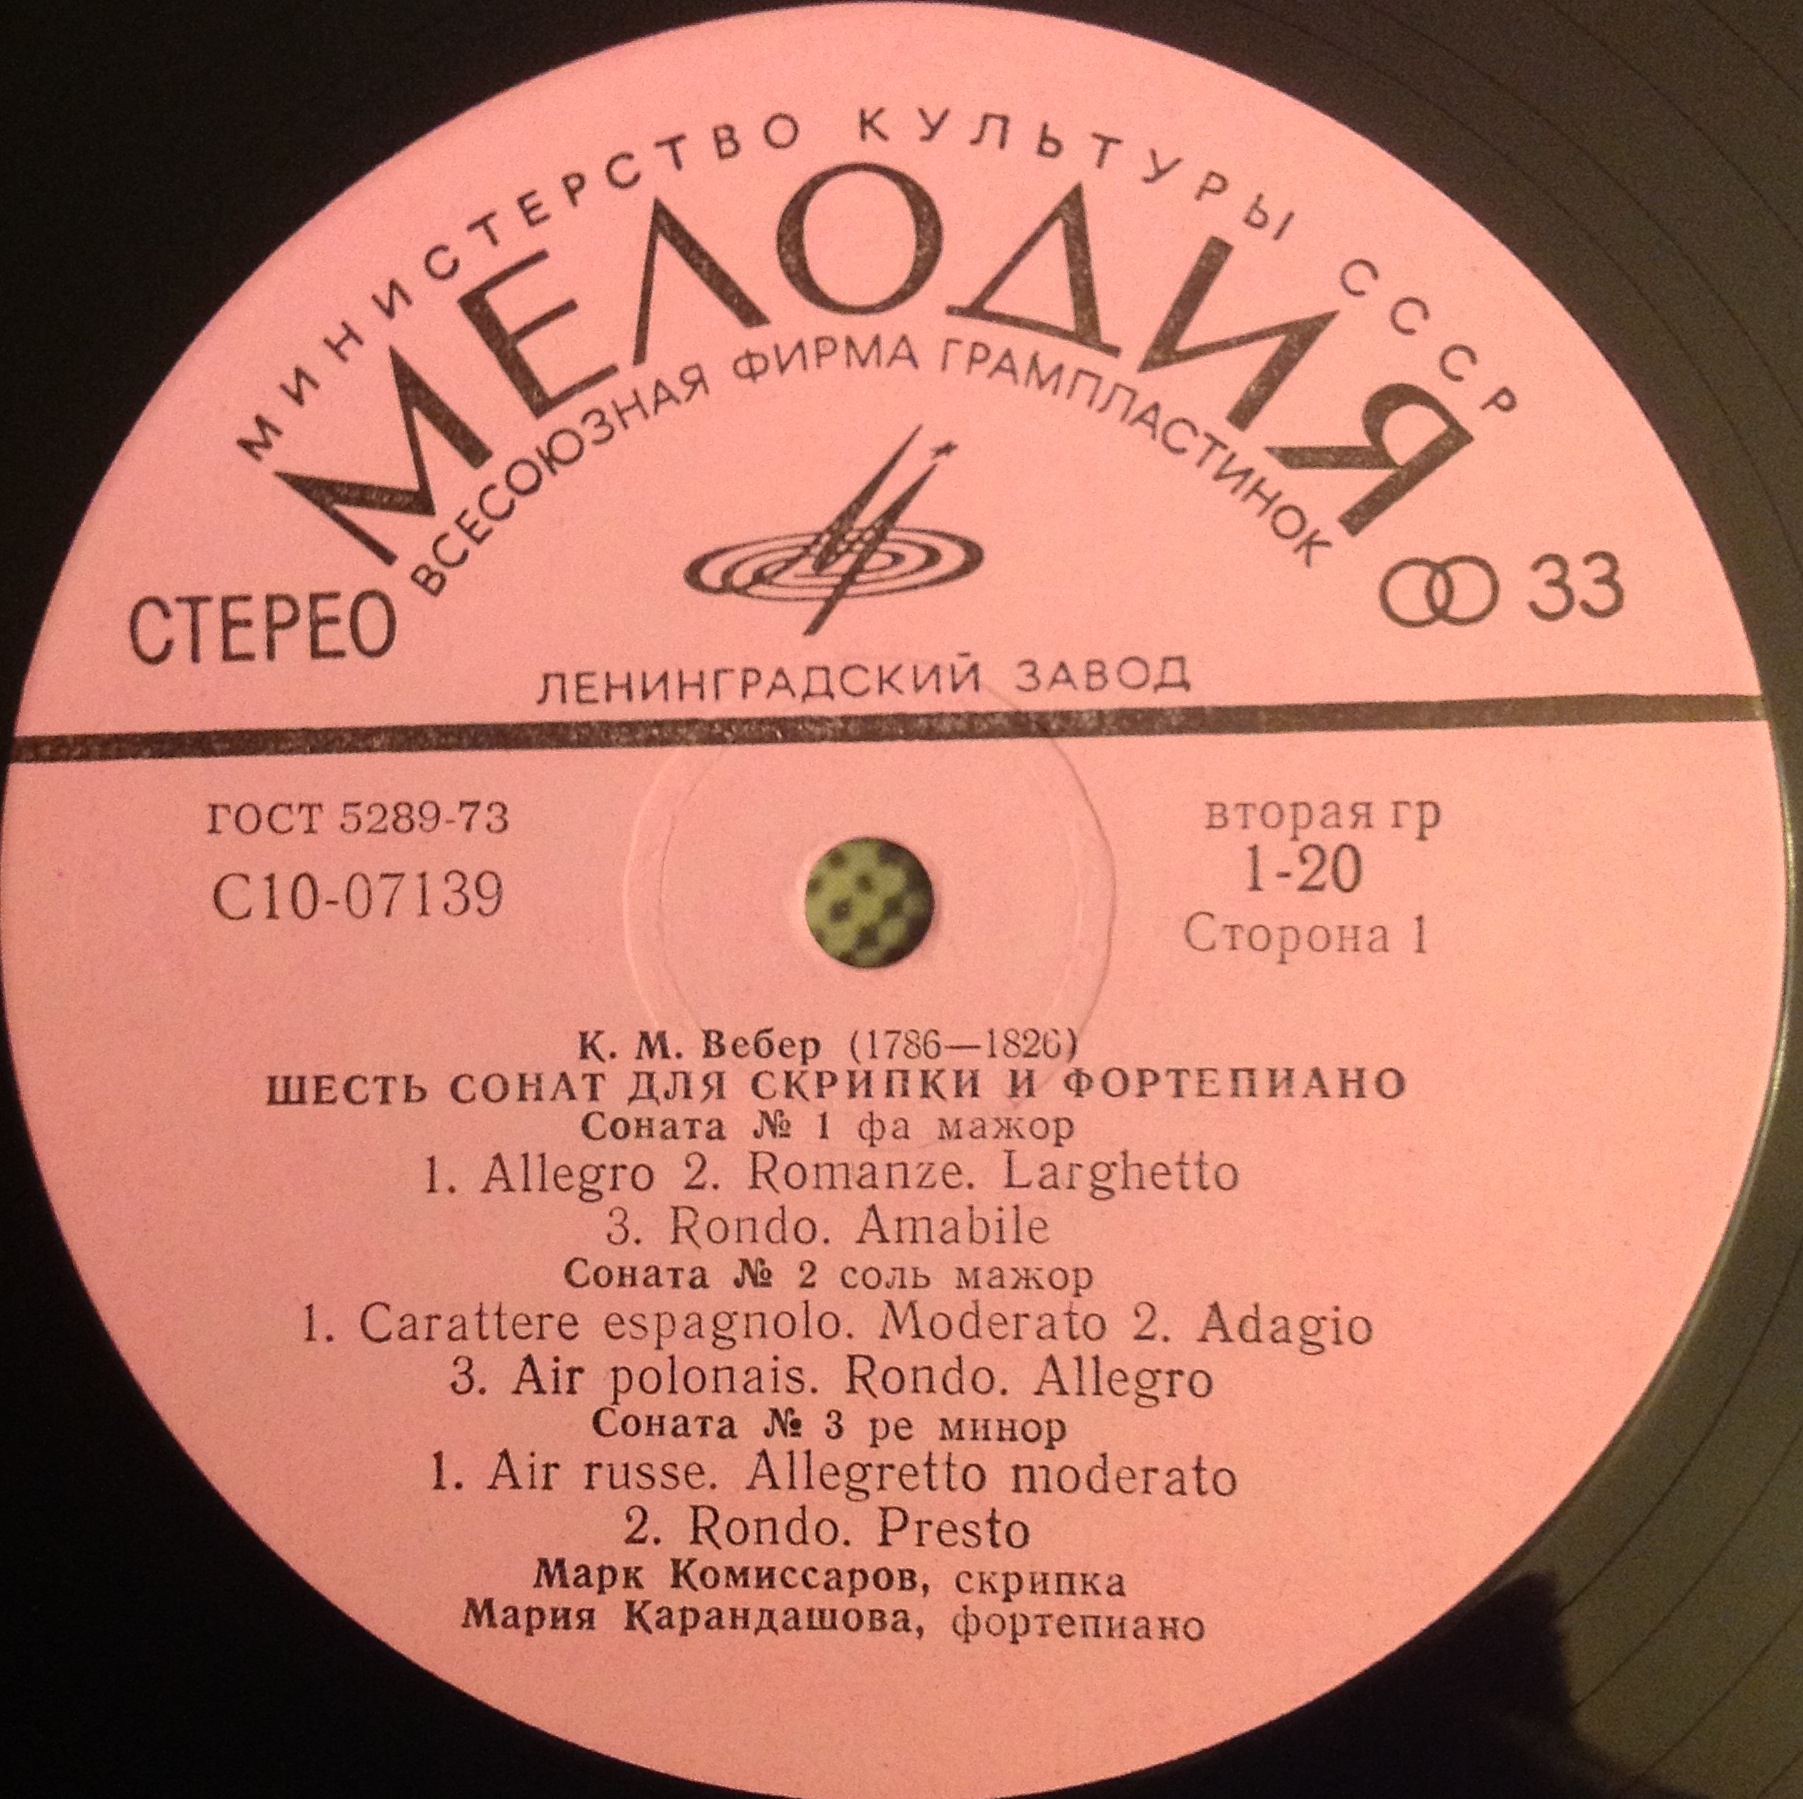 МИНИСТЕРСТВО КУЛЬТУРЫ СССР
МЕЛОДИЯ
ВСЕСОЮЗНАЯ ФИРМА ГРАМПЛАСТИНОК
СТЕРЕО
33
ЛЕНИНГРАДСКИЙ ЗАВОД
ГОСТ 5289-73
С10-07139
вторая гр
1-20
Сторона 1
К. М. Вебер (1786—1826)
ШЕСТЬ СОНАТ ДЛЯ СКРИПКИ И ФОРТЕПИАНО
Соната № 1 фа мажор
1. Allegro 2. Romanze. Larghetto
3. Rondo. Amabile
Соната № 2 соль мажор
1. Carattere espagnolo. Moderato 2. Adagio
3. Air polonais. Rondo. Allegro
Соната № 3 ре минор
1. Air russe. Allegretto moderato
2. Rondo. Presto
Марк Комиссаров, скрипка
Мария Карандашова, фортепиано